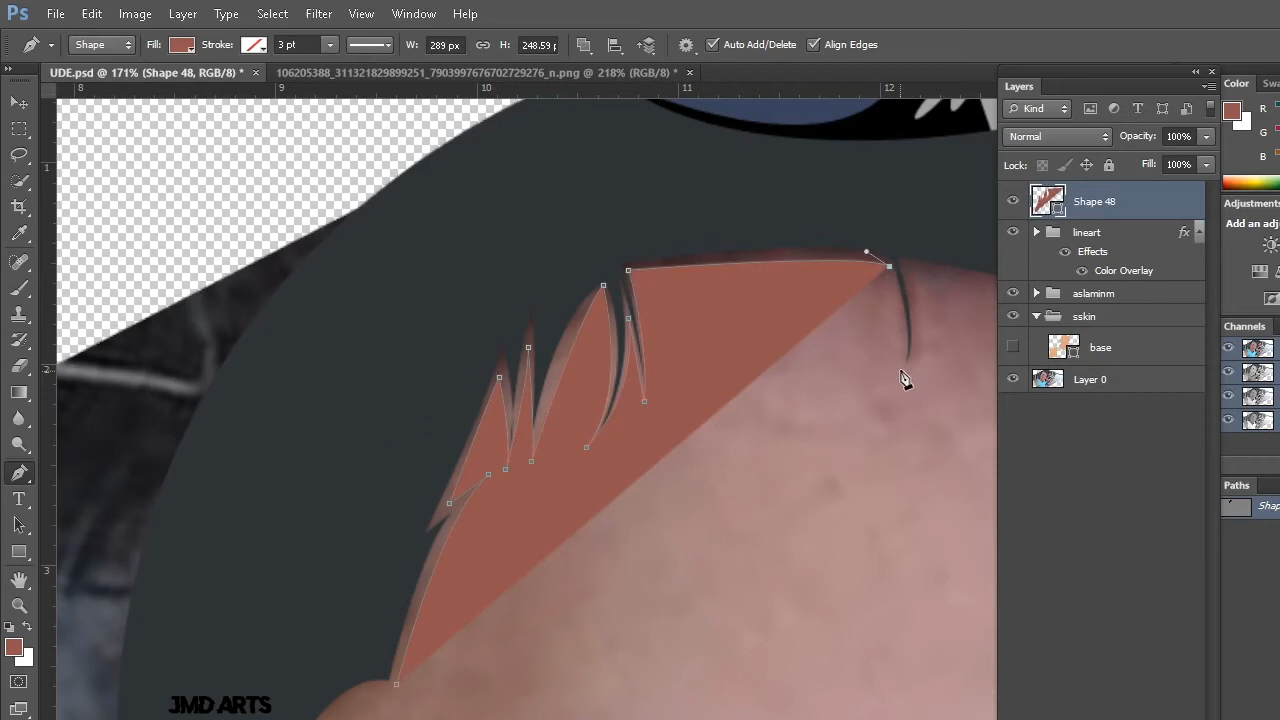 Ps File Edit Image Layer Type Select Filter View Window Help
Shape Fill: Stroke: 3 pt W: 289 px H: 248.59 Auto Add/Delete Align Edges
UDE.psd @ 171% (Shape 48, RGB/8) * × 106205388_311321829899251_7903997676702729276_n.png @ 218% (RGB/8) * ×
8 9 10 11 12
1
2
3
Layers
Kind
Normal Opacity: 100%
Lock: Fill: 100%
Shape 48
lineart fx
Effects
Color Overlay
aslaminm
sskin
base
Layer 0
Color
R
G
B
Adjustments
Add an adj
Channels
Paths
Shap
T
JMD ARTS